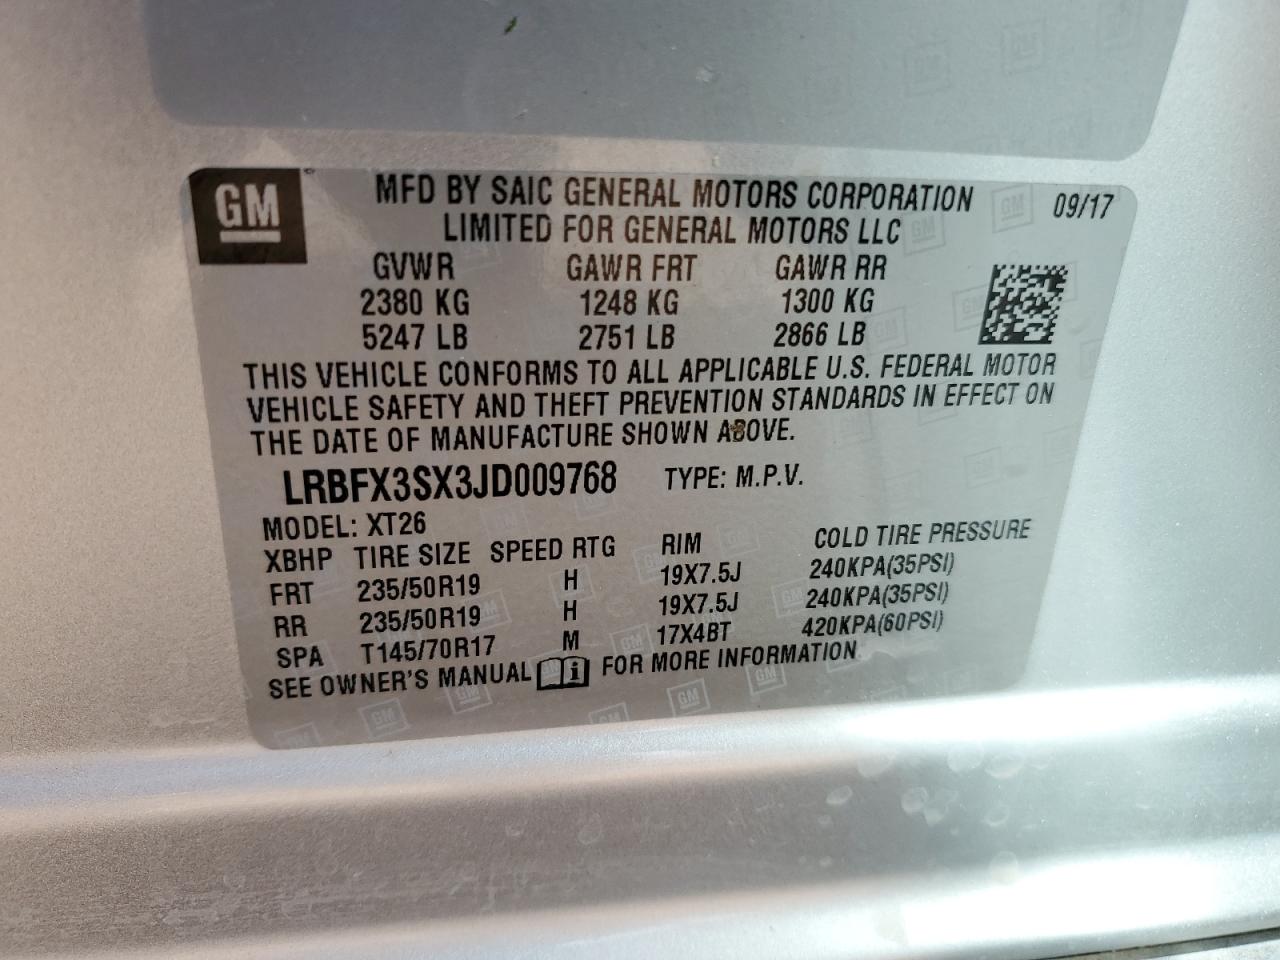 GM
MFD BY SAIC GENERAL MOTORS CORPORATION 09/17
LIMITED FOR GENERAL MOTORS LLC
GVWR GAWR FRT GAWR RR
2380 KG 1248 KG 1300 KG
5247 LB 2751 LB 2866 LB
THIS VEHICLE CONFORMS TO ALL APPLICABLE U.S. FEDERAL MOTOR
VEHICLE SAFETY AND THEFT PREVENTION STANDARDS IN EFFECT ON
THE DATE OF MANUFACTURE SHOWN ABOVE.
LRBFX3SX3JD009768 TYPE: M.P.V.
MODEL: XT26
XBHP TIRE SIZE SPEED RTG RIM COLD TIRE PRESSURE
FRT 235/50R19 H 19X7.5J 240KPA(35PSI)
RR 235/50R19 H 19X7.5J 240KPA(35PSI)
SPA T145/70R17 M 17X4BT 420KPA(60PSI)
SEE OWNER'S MANUAL i FOR MORE INFORMATION